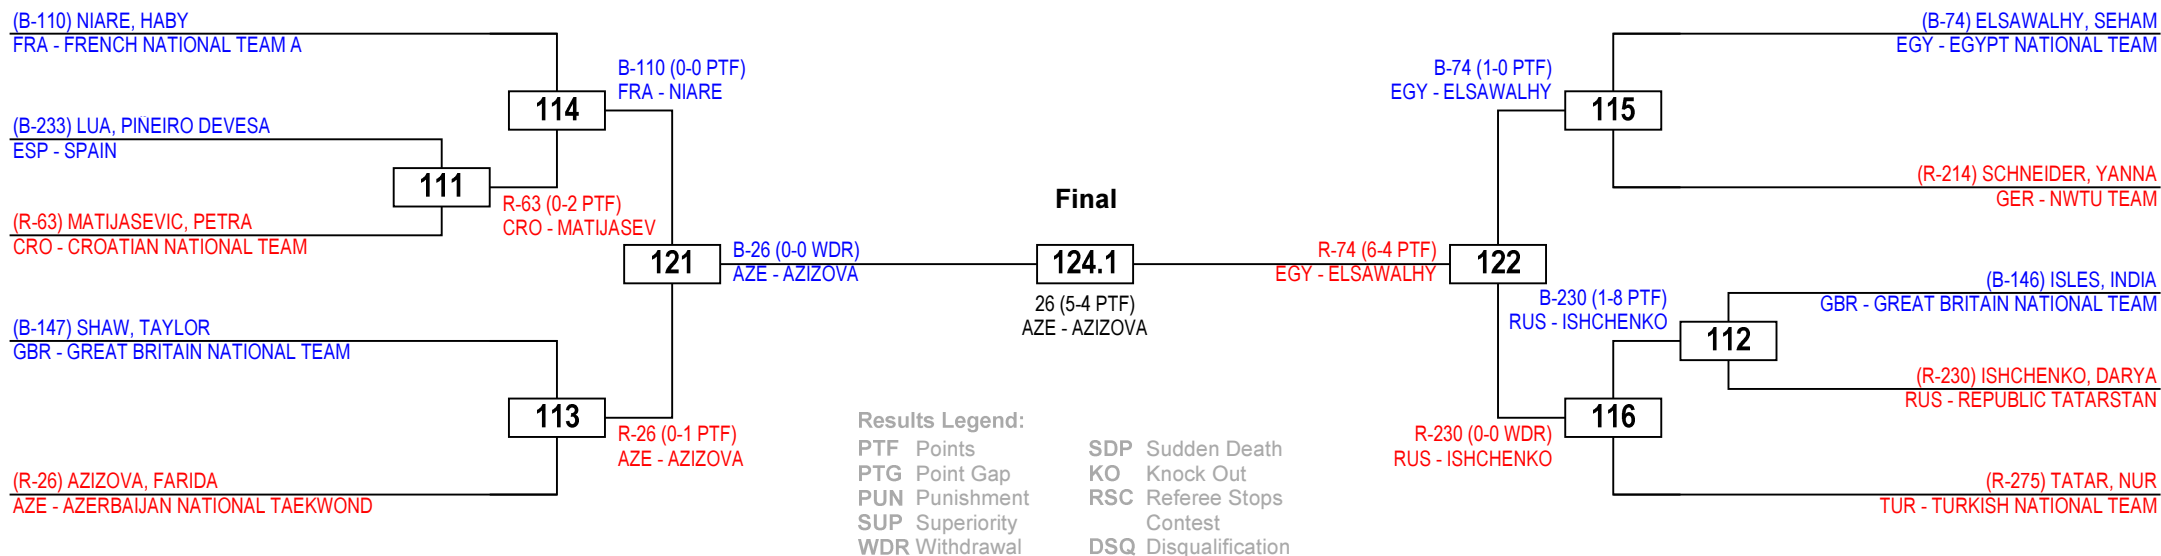 (B-110) NIARE, HABY
FRA - FRENCH NATIONAL TEAM A
B-110 (0-0 PTF)
FRA - NIARE
114
(B-233) LUA, PIÑEIRO DEVESA
ESP - SPAIN
111
R-63 (0-2 PTF)
CRO - MATIJASEV
(R-63) MATIJASEVIC, PETRA
CRO - CROATIAN NATIONAL TEAM
121
B-26 (0-0 WDR)
AZE - AZIZOVA
(B-147) SHAW, TAYLOR
GBR - GREAT BRITAIN NATIONAL TEAM
113
R-26 (0-1 PTF)
AZE - AZIZOVA
(R-26) AZIZOVA, FARIDA
AZE - AZERBAIJAN NATIONAL TAEKWOND
Final
124.1
26 (5-4 PTF)
AZE - AZIZOVA
(B-74) ELSAWALHY, SEHAM
EGY - EGYPT NATIONAL TEAM
B-74 (1-0 PTF)
EGY - ELSAWALHY
115
(R-214) SCHNEIDER, YANNA
GER - NWTU TEAM
R-74 (6-4 PTF)
EGY - ELSAWALHY
122
(B-146) ISLES, INDIA
GBR - GREAT BRITAIN NATIONAL TEAM
B-230 (1-8 PTF)
RUS - ISHCHENKO
112
(R-230) ISHCHENKO, DARYA
RUS - REPUBLIC TATARSTAN
116
R-230 (0-0 WDR)
RUS - ISHCHENKO
(R-275) TATAR, NUR
TUR - TURKISH NATIONAL TEAM
Results Legend:
PTF Points
PTG Point Gap
PUN Punishment
SUP Superiority
WDR Withdrawal
SDP Sudden Death
KO Knock Out
RSC Referee Stops
Contest
DSQ Disqualification